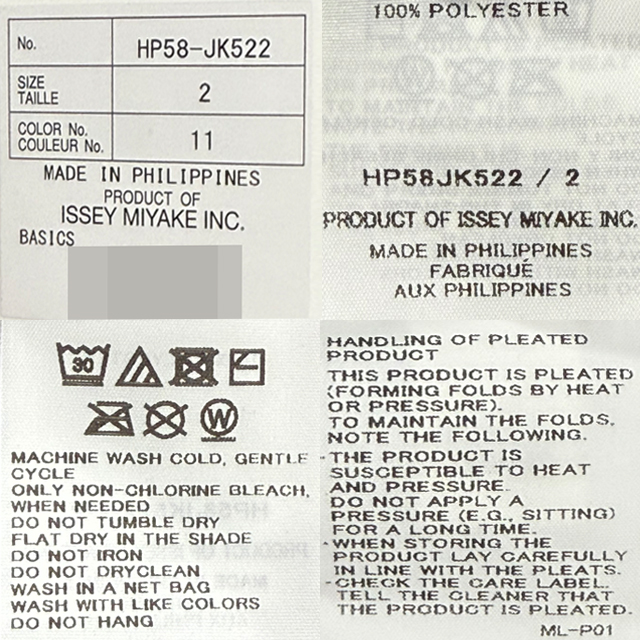 No. HP58-JK522
SIZE
TAILLE 2
COLOR No.
COULEUR No. 11
MADE IN PHILIPPINES
PRODUCT OF
ISSEY MIYAKE INC.
BASICS
100% POLYESTER
HP58JK522 / 2
PRODUCT OF ISSEY MIYAKE INC.
MADE IN PHILIPPINES
FABRIQUÉ
AUX PHILIPPINES
30
W
MACHINE WASH COLD, GENTLE
CYCLE
ONLY NON-CHLORINE BLEACH,
WHEN NEEDED
DO NOT TUMBLE DRY
FLAT DRY IN THE SHADE
DO NOT IRON
DO NOT DRYCLEAN
WASH IN A NET BAG
WASH WITH LIKE COLORS
DO NOT HANG
HANDLING OF PLEATED
PRODUCT
THIS PRODUCT IS PLEATED
(FORMING FOLDS BY HEAT
OR PRESSURE).
TO MAINTAIN THE FOLDS,
NOTE THE FOLLOWING.
-THE PRODUCT IS
SUSCEPTIBLE TO HEAT
AND PRESSURE.
DO NOT APPLY A
PRESSURE (E.G., SITTING)
FOR A LONG TIME.
-WHEN STORING THE
PRODUCT LAY CAREFULLY
IN LINE WITH THE PLEATS.
-CHECK THE CARE LABEL.
TELL THE CLEANER THAT
THE PRODUCT IS PLEATED.
ML-P01